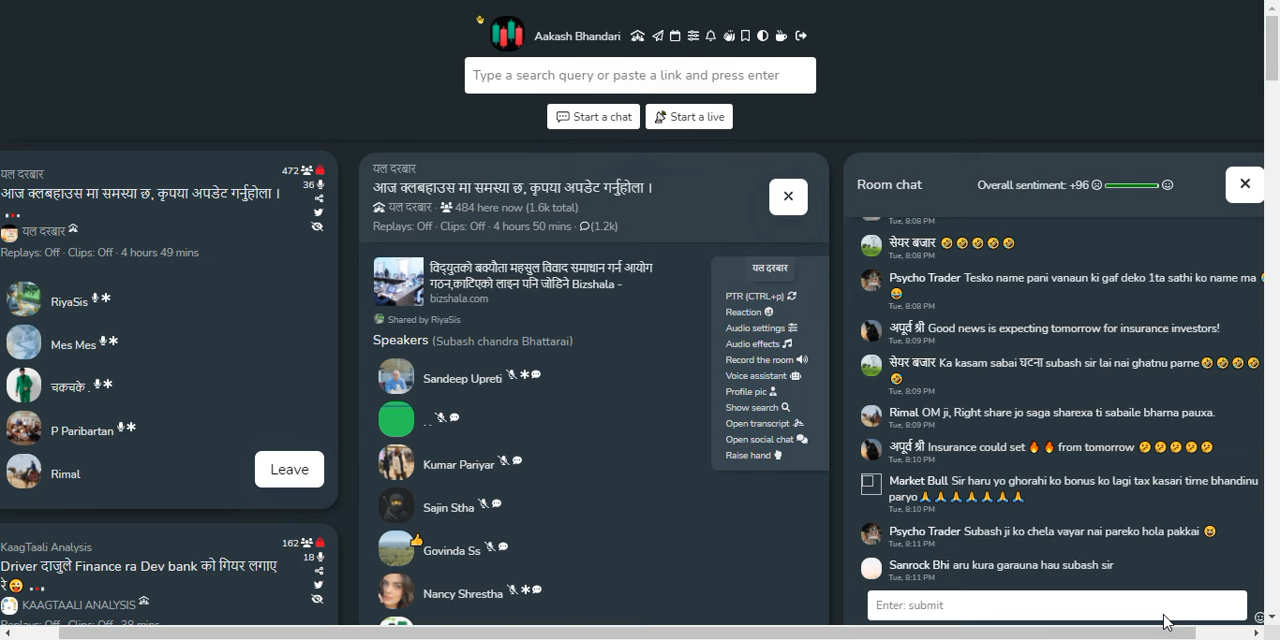 Aakash Bhandari
Type a search query or paste a link and press enter
Start a chat
Start a live
यल दरबार
472
आज क्लबहाउस मा समस्या छ, कृपया अपडेट गर्नुहोला ।
36
यल दरबार
Replays: Off · Clips: Off · 4 hours 49 mins
RiyaSis
Mes Mes
चकचके .
P Paribartan
Rimal
Leave
KaagTaali Analysis
162
Driver दाजुले Finance ra Dev bank को गियर लगाए
18
रे
KAAGTAALI ANALYSIS
Replays: Off · Clips: Off · 38 mins
यल दरबार
आज क्लबहाउस मा समस्या छ, कृपया अपडेट गर्नुहोला ।
यल दरबार · 484 here now (1.6k total)
Replays: Off · Clips: Off · 4 hours 50 mins · (1.2k)
विद्युतको बक्यौता महसुल विवाद समाधान गर्न आयोग
गठन,काटिएको लाइन पनि जोडिने Bizshala -
bizshala.com
Shared by RiyaSis
Speakers (Subash chandra Bhattarai)
Sandeep Upreti
. .
Kumar Pariyar
Sajin Stha
Govinda Ss
Nancy Shrestha
यल दरबार
PTR (CTRL+p)
Reaction
Audio settings
Audio effects
Record the room
Voice assistant
Profile pic
Show search
Open transcript
Open social chat
Raise hand
Room chat
Overall sentiment: +96
Tue, 8:08 PM
सेयर बजार 🤣🤣🤣🤣🤣
Tue, 8:08 PM
Psycho Trader Tesko name pani vanaun ki gaf deko 1ta sathi ko name ma
😂
Tue, 8:08 PM
अपूर्व श्री Good news is expecting tomorrow for insurance investors!
Tue, 8:09 PM
सेयर बजार Ka kasam sabai घटना subash sir lai nai ghatnu parne🤣🤣🤣🤣
🤣
Tue, 8:09 PM
Rimal OM ji, Right share jo saga sharexa ti sabaile bharna pauxa.
Tue, 8:09 PM
अपूर्व श्री Insurance could set 🔥🔥 from tomorrow 🫡🫡🫡🫡🫡
Tue, 8:10 PM
Market Bull Sir haru yo ghorahi ko bonus ko lagi tax kasari tirne bhandinu
paryo🙏🙏🙏🙏🙏🙏🙏
Tue, 8:10 PM
Psycho Trader Subash ji ko chela vayar nai pareko hola pakkai 😆
Tue, 8:11 PM
Sanrock Bhi aru kura garauna hau subash sir
Tue, 8:11 PM
Enter: submit